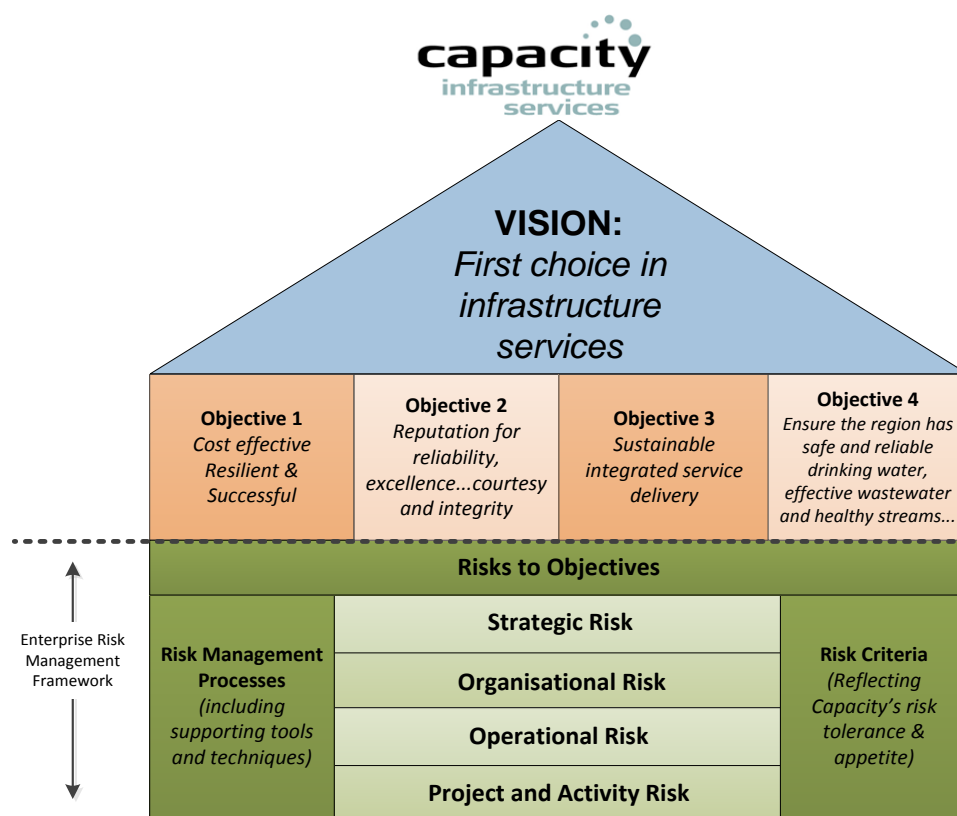 capacity
infrastructure
services
VISION:
First choice in
infrastructure
services
Objective 1
Cost effective
Resilient &
Successful
Objective 2
Reputation for
reliability,
excellence...courtesy
and integrity
Objective 3
Sustainable
integrated service
delivery
Objective 4
Ensure the region has
safe and reliable
drinking water,
effective wastewater
and healthy streams...
Enterprise Risk
Management
Framework
Risks to Objectives
Risk Management
Processes
(including
supporting tools
and techniques)
Strategic Risk
Organisational Risk
Operational Risk
Project and Activity Risk
Risk Criteria
(Reflecting
Capacity's risk
tolerance &
appetite)